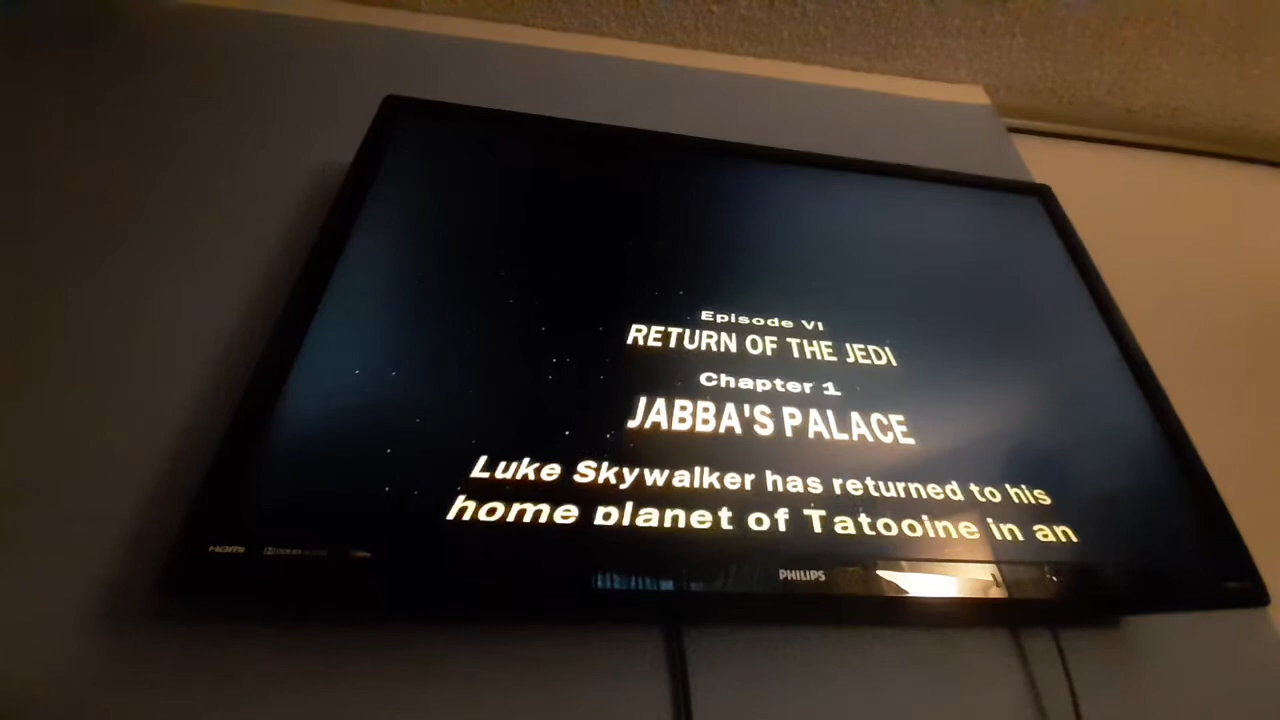 Episode VI
RETURN OF THE JEDI
Chapter 1
JABBA'S PALACE
Luke Skywalker has returned to his
home planet of Tatooine in an
HDMI
PHILIPS